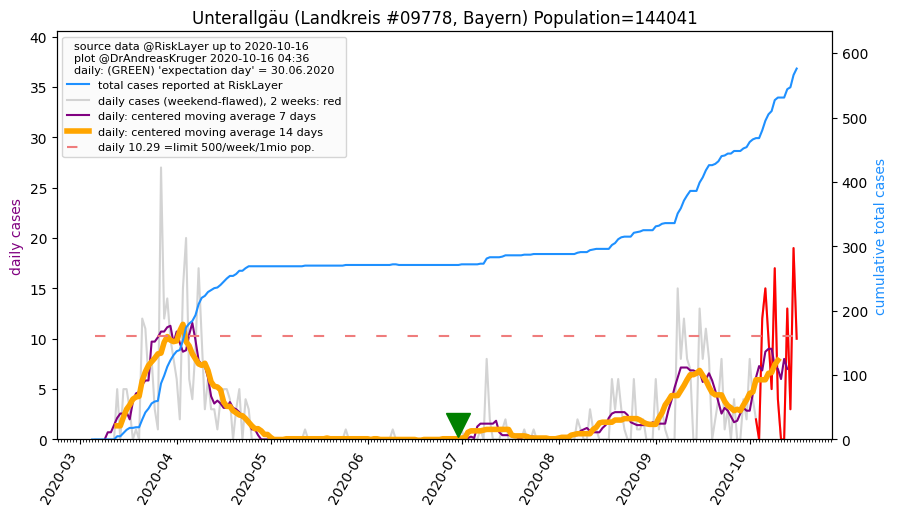 Unterallgäu (Landkreis #09778, Bayern) Population=144041
source data @RiskLayer up to 2020-10-16
plot @DrAndreasKruger 2020-10-16 04:36
daily: (GREEN) 'expectation day' = 30.06.2020
total cases reported at RiskLayer
daily cases (weekend-flawed), 2 weeks: red
daily: centered moving average 7 days
daily: centered moving average 14 days
daily 10.29 =limit 500/week/1mio pop.
daily cases
40
35
30
25
20
15
10
5
0
cumulative total cases
600
500
400
300
200
100
0
2020-03
2020-04
2020-05
2020-06
2020-07
2020-08
2020-09
2020-10